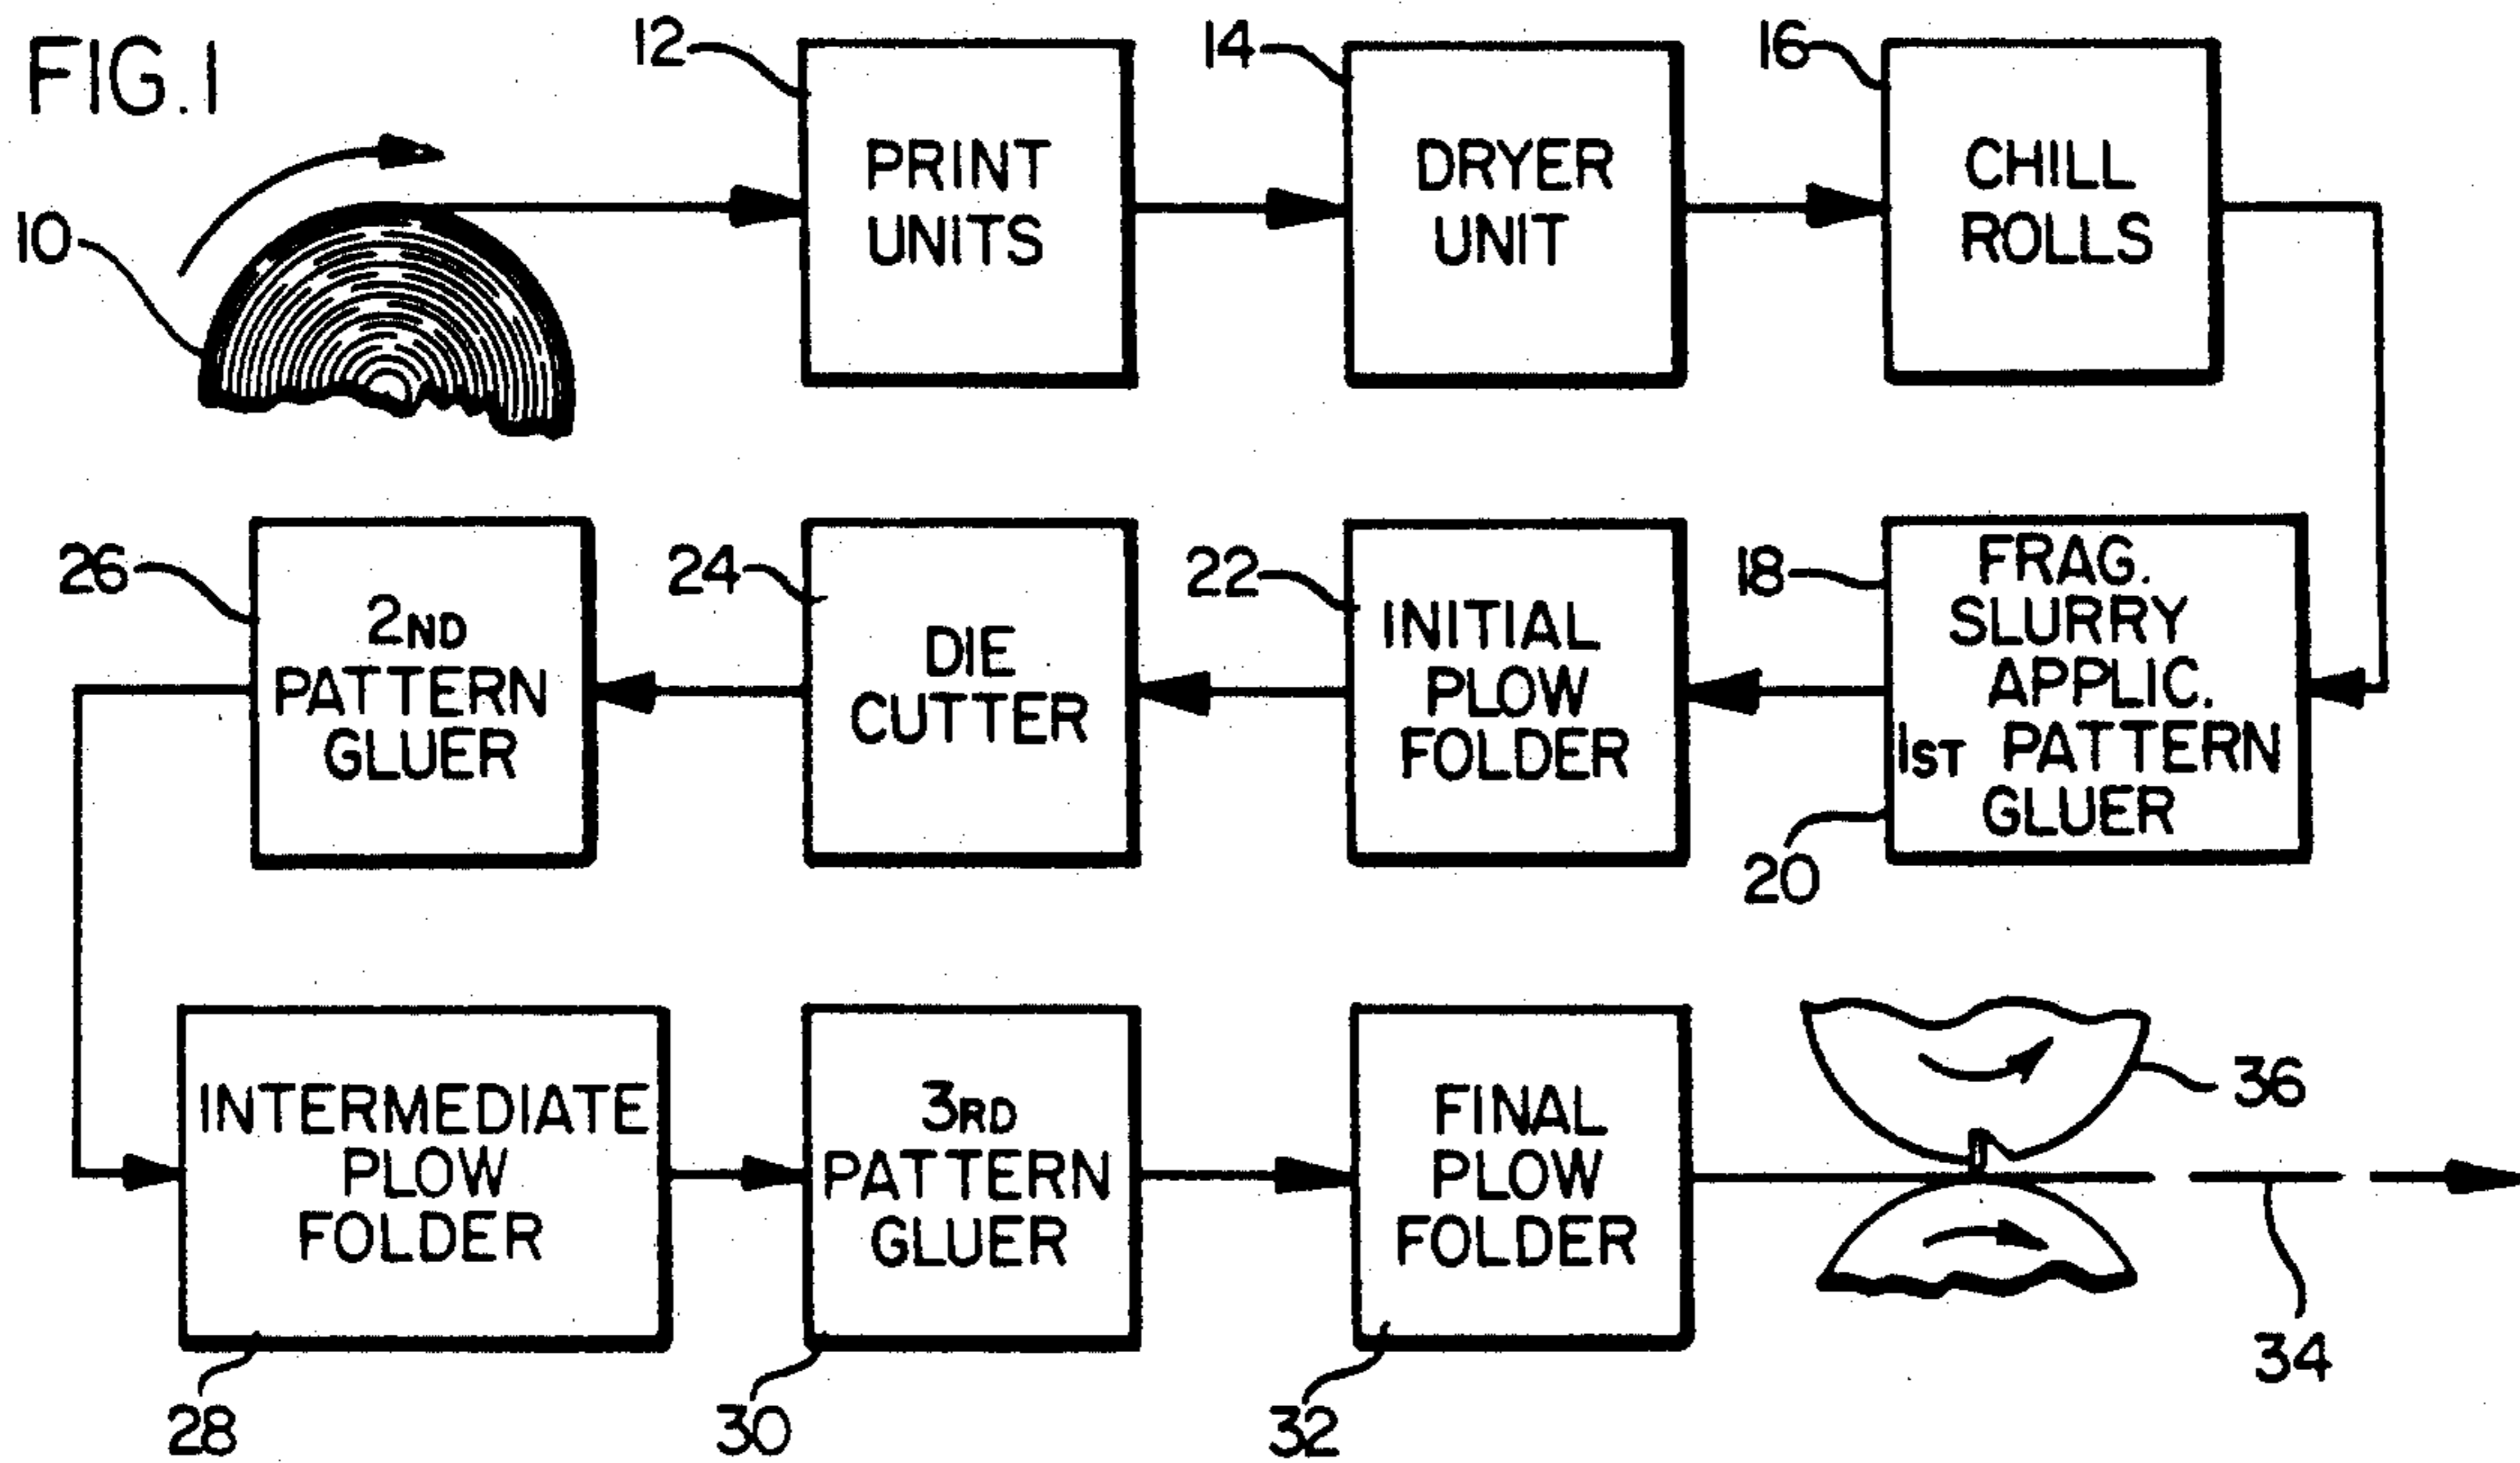 FIG.1
10
12
PRINT
UNITS
14
DRYER
UNIT
16
CHILL
ROLLS
18
FRAG.
SLURRY
APPLIC.
1ST PATTERN
GLUER
20
22
INITIAL
PLOW
FOLDER
24
DIE
CUTTER
26
2ND
PATTERN
GLUER
INTERMEDIATE
PLOW
FOLDER
28
3RD
PATTERN
GLUER
30
FINAL
PLOW
FOLDER
32
36
34